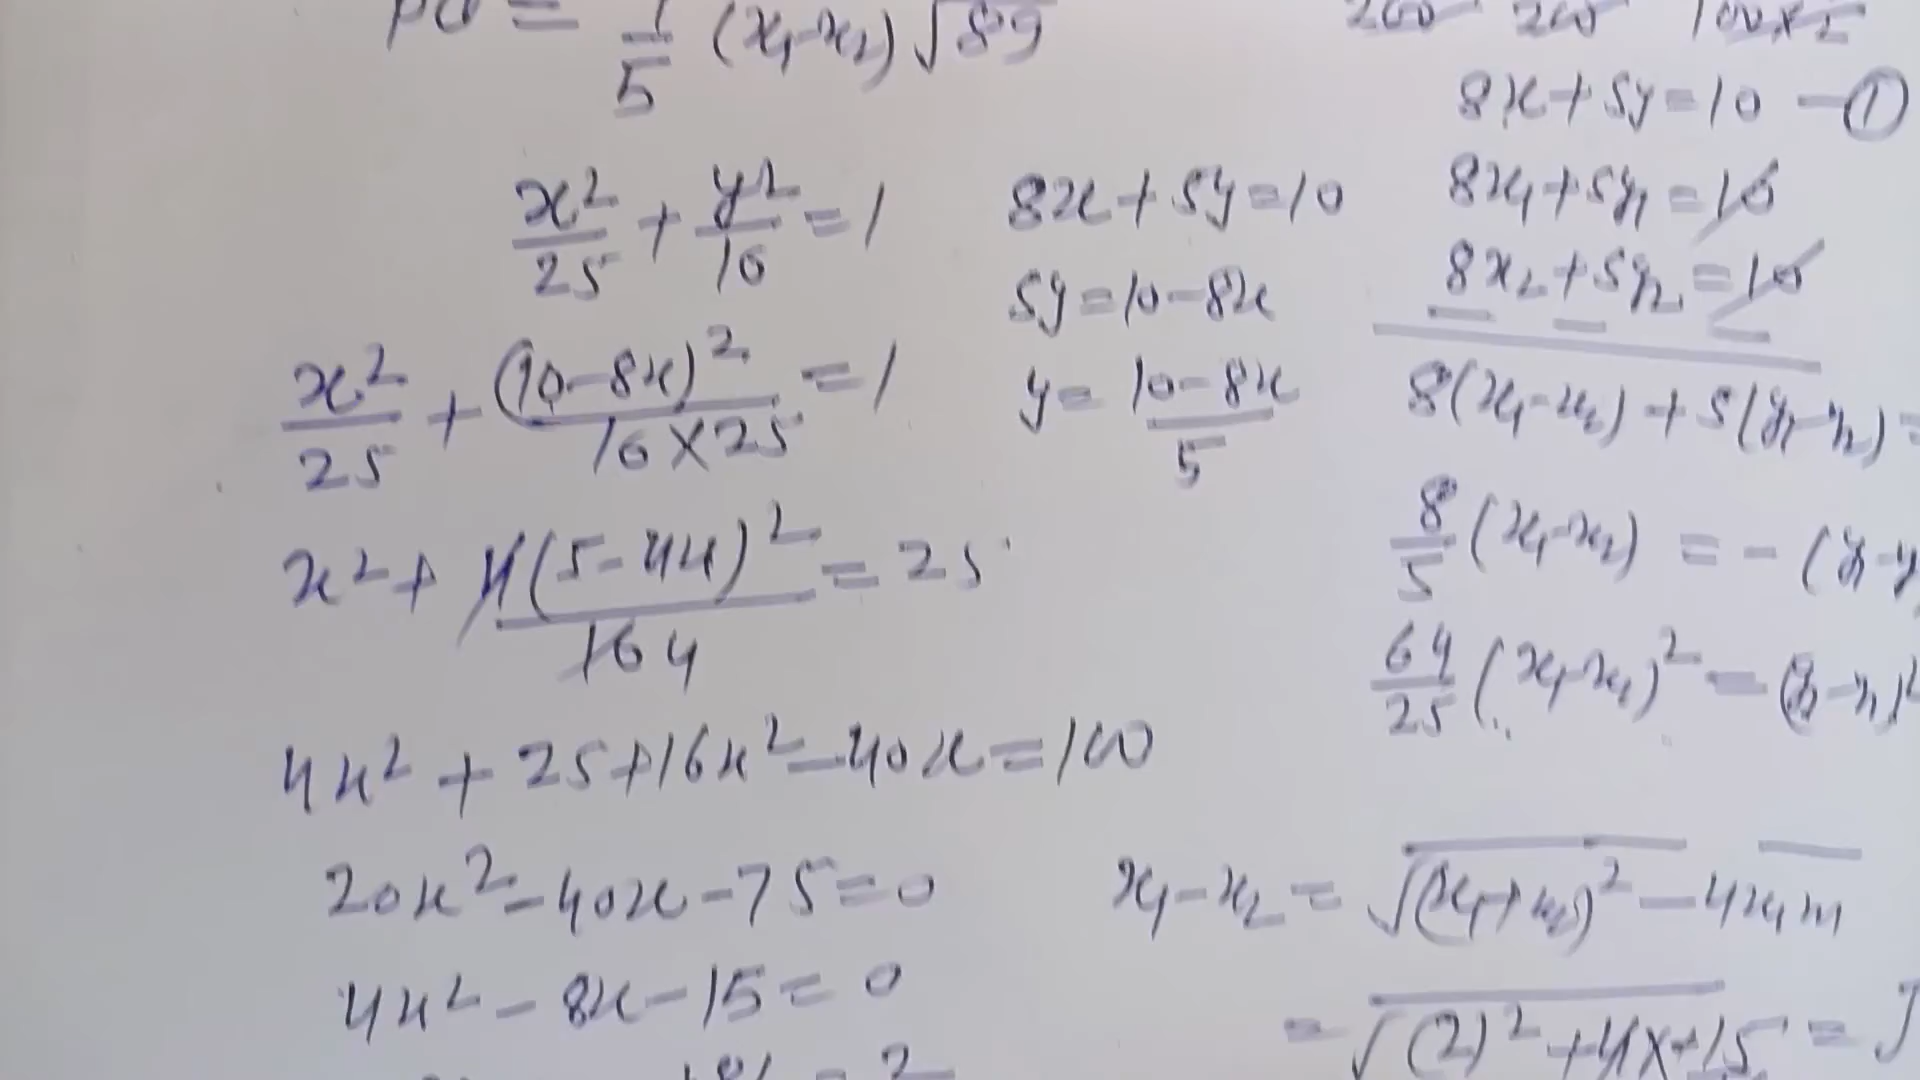 PQ = 1/5 (x₁-x₂)√89
x²/25 + y²/16 = 1
x²/25 + (10-8x)²/16×25 = 1
x² + 4(5-4x)²/16 4 = 25
4x² + 25+16x²-40x=100
20x²-40x-75=0
4x²-8x-15=0
8x+5y=10
5y=10-8x
y= 10-8x/5
8x+5y=10 -①
8x₁+5y₁=10
8x₂+5y₂=10
8(x₁-x₂)+5(y₁-y₂)=
8/5 (x₁-x₂) = -(y₁-y
64/25 (x₁-x₂)² = (y₁-y₂)²
x₁-x₂ = √(x₁+x₂)²-4x₁x₂
= √(2)²+4×15 = √